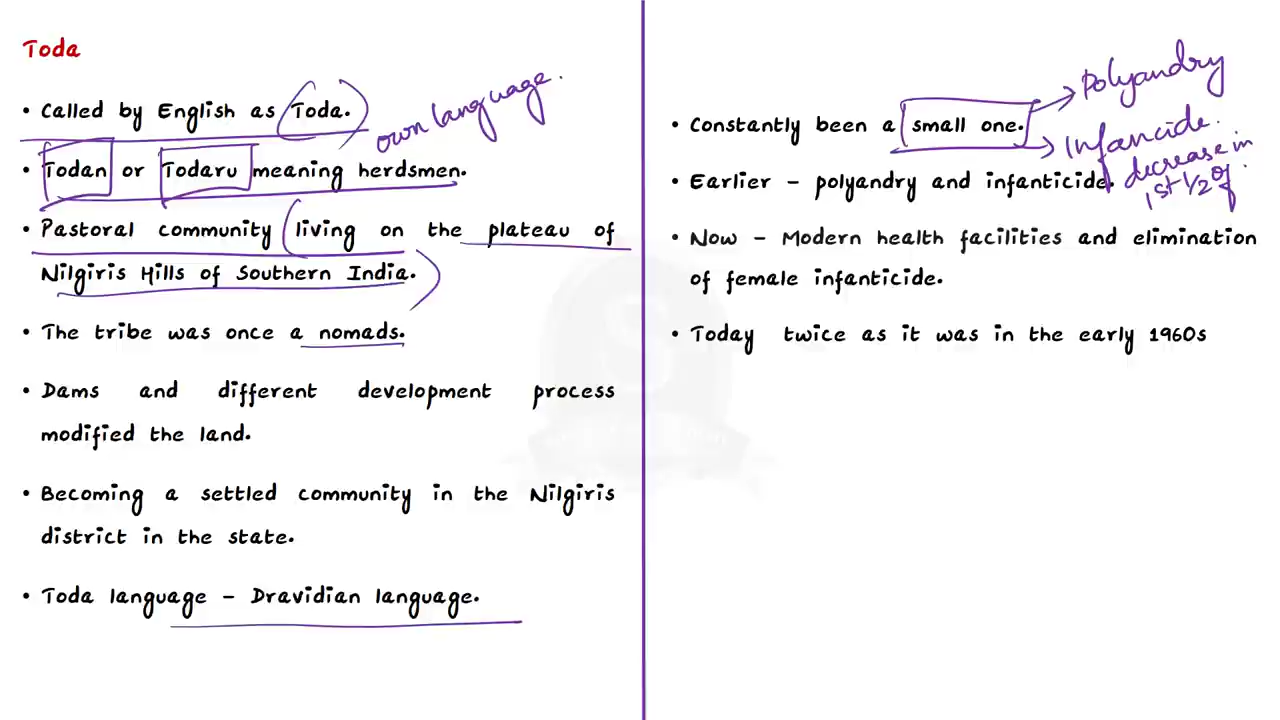 Toda
• Called by English as Toda.
own language.
• Todan or Todaru meaning herdsmen.
• Pastoral community living on the plateau of
Nilgiris Hills of Southern India.
• The tribe was once a nomads.
• Dams and different development process
modified the land.
• Becoming a settled community in the Nilgiris
district in the state.
• Toda language – Dravidian language.
Polyandry
• Constantly been a small one.
Infancide.
decrease in
1st 1/2 of
• Earlier – polyandry and infanticide.
• Now – Modern health facilities and elimination
of female infanticide.
• Today twice as it was in the early 1960s